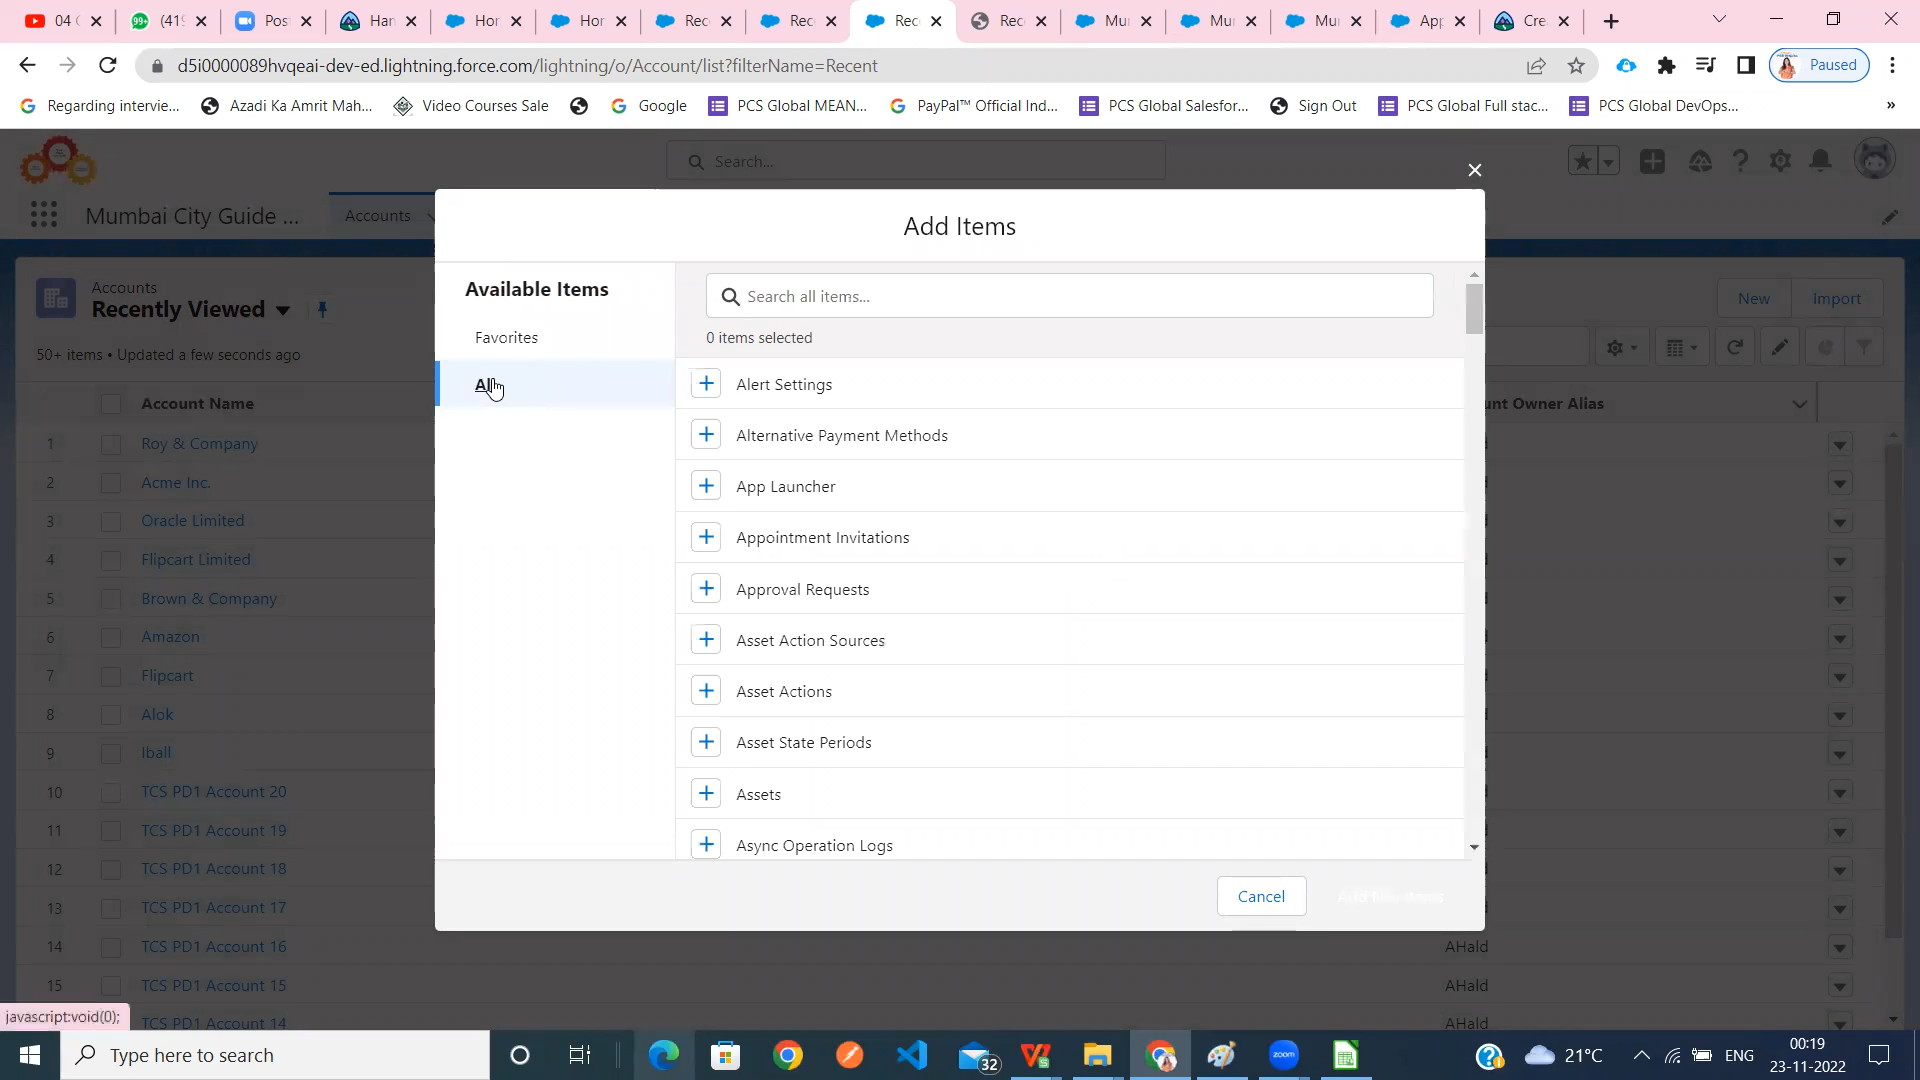 04 (
(419
Pos
Han
Hor
Hor
Rec
Rec
Rec
Rec
Mu
Mu
Mu
App
Cre
d5i0000089hvqeai-dev-ed.lightning.force.com/lightning/o/Account/list?filterName=Recent
Paused
Regarding intervie...
Azadi Ka Amrit Mah...
Video Courses Sale
Google
PCS Global MEAN...
PayPal™ Official Ind...
PCS Global Salesfor...
Sign Out
PCS Global Full stac...
PCS Global DevOps...
»
Search...
Mumbai City Guide ...
Accounts
Add Items
Available Items
Favorites
All
Search all items...
0 items selected
Alert Settings
Alternative Payment Methods
App Launcher
Appointment Invitations
Approval Requests
Asset Action Sources
Asset Actions
Asset State Periods
Assets
Async Operation Logs
Cancel
Accounts
Recently Viewed
50+ items • Updated a few seconds ago
New
Import
Account Name
unt Owner Alias
1 Roy & Company
2 Acme Inc.
3 Oracle Limited
4 Flipcart Limited
5 Brown & Company
6 Amazon
7 Flipcart
8 Alok
9 Iball
10 TCS PD1 Account 20
11 TCS PD1 Account 19
12 TCS PD1 Account 18
13 TCS PD1 Account 17
14 TCS PD1 Account 16 AHald
15 TCS PD1 Account 15 AHald
TCS PD1 Account 14 AHald
javascript:void(0);
Type here to search
32
zoom
21°C
ENG
00:19
23-11-2022